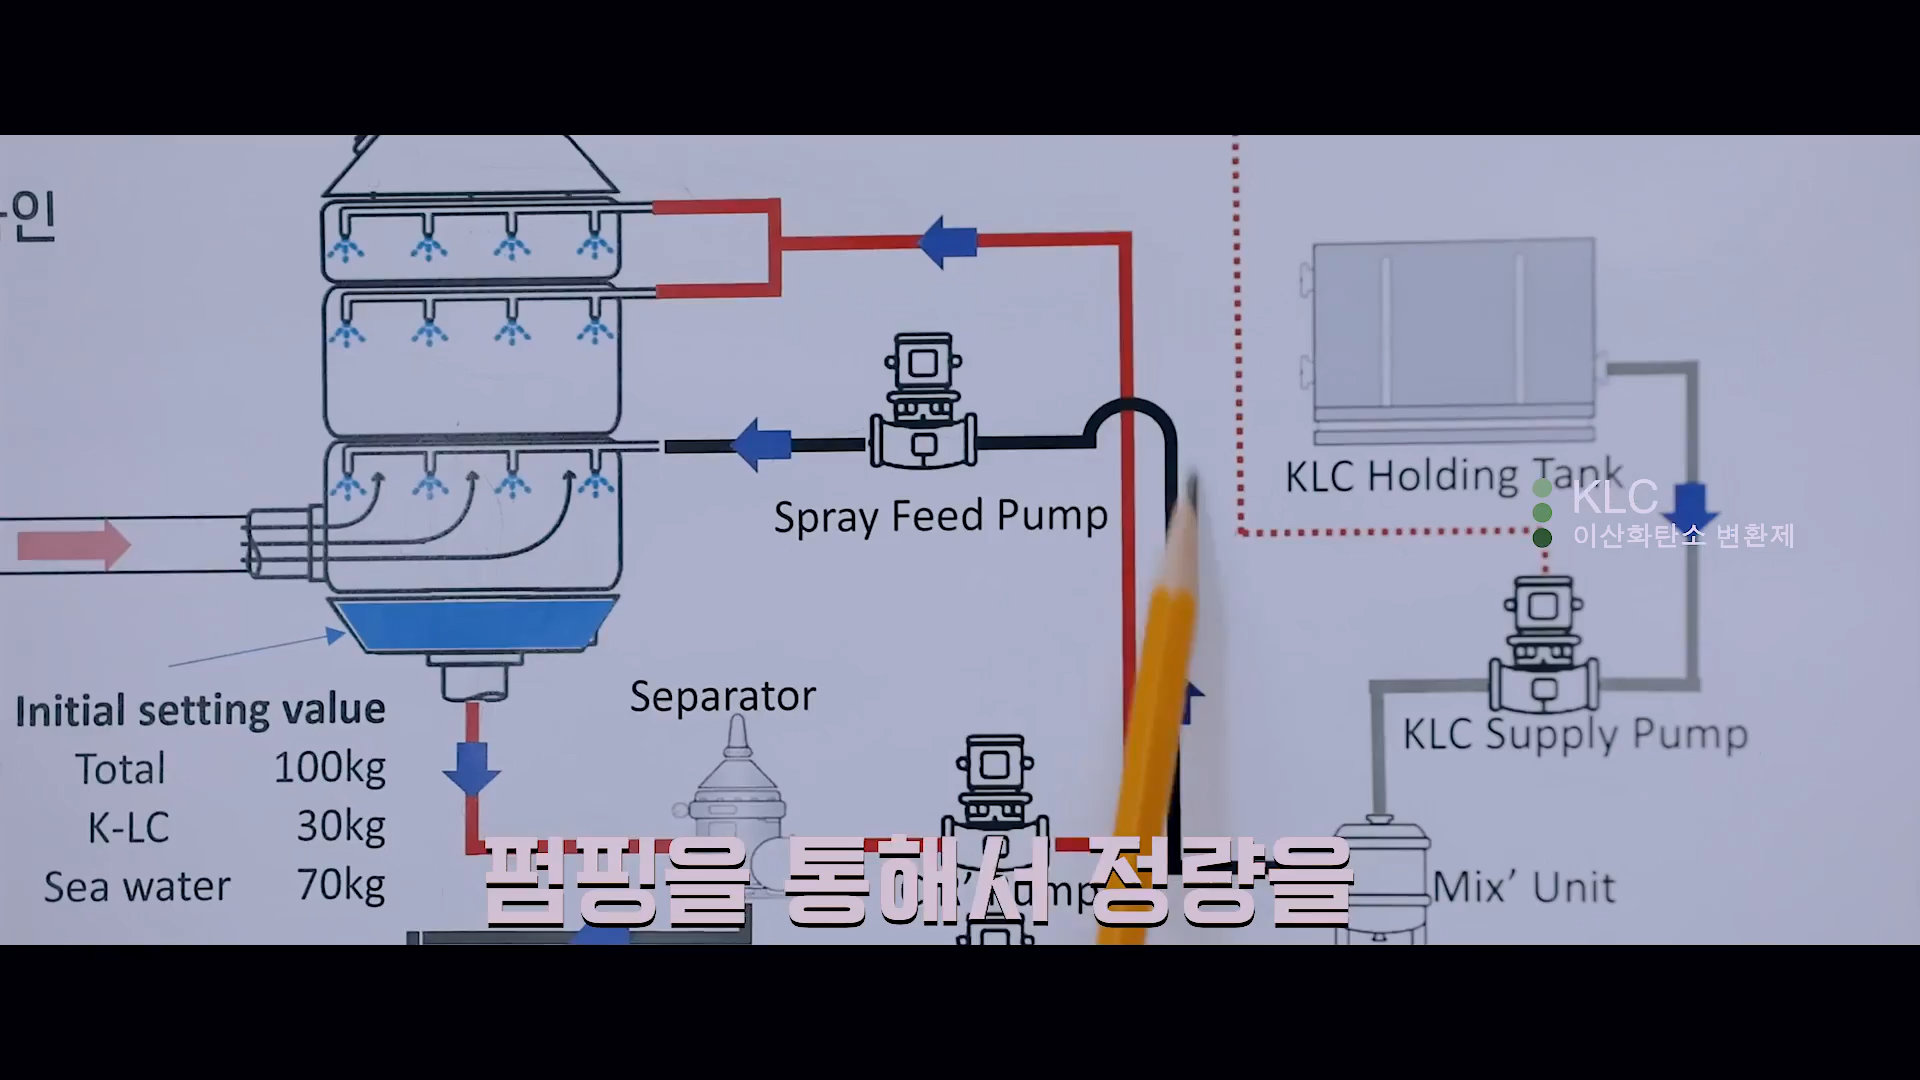 인
Spray Feed Pump
KLC Holding Tank
KLC
이산화탄소 변환제
Separator
KLC Supply Pump
Initial setting value
Total 100kg
K-LC 30kg
Sea water 70kg
Mix' Unit
펌핑을 통해서 정량을